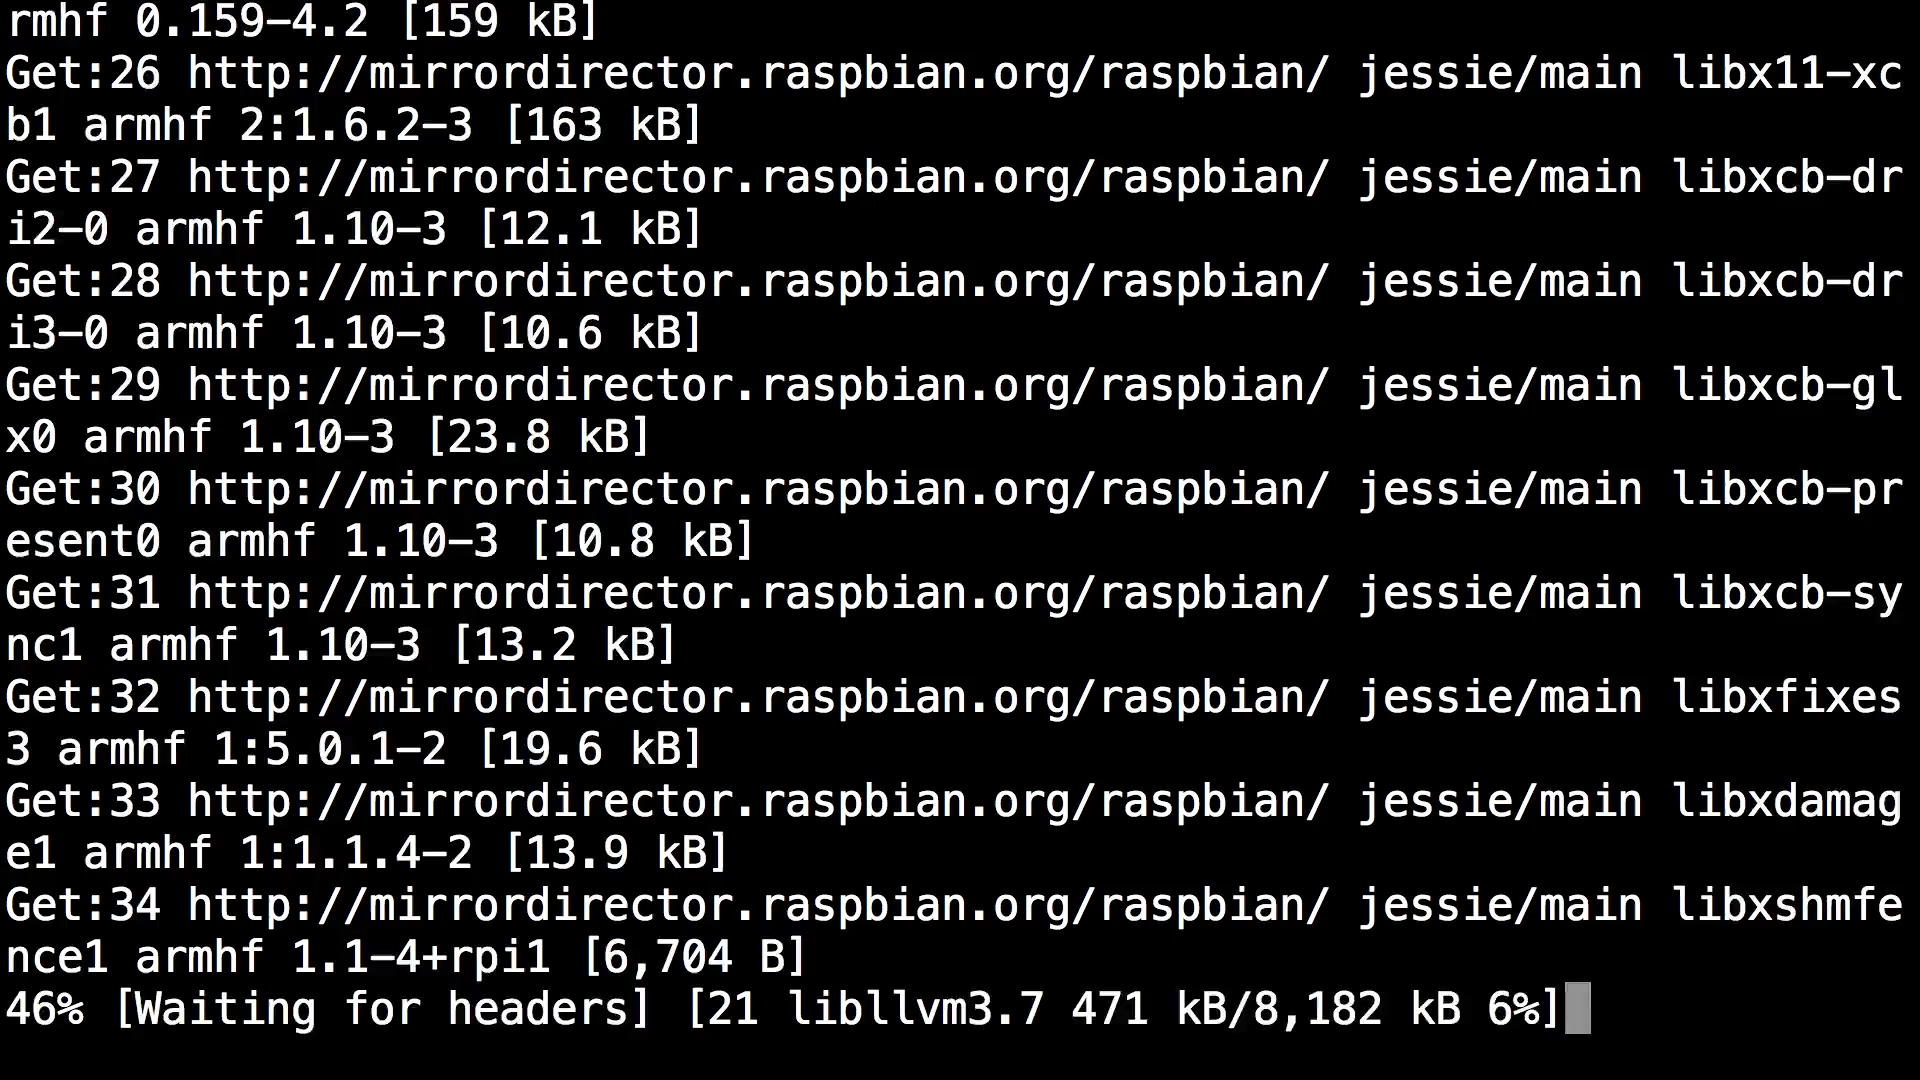 rmhf 0.159-4.2 [159 kB]
Get:26 http://mirrordirector.raspbian.org/raspbian/ jessie/main libx11-xc
b1 armhf 2:1.6.2-3 [163 kB]
Get:27 http://mirrordirector.raspbian.org/raspbian/ jessie/main libxcb-dr
i2-0 armhf 1.10-3 [12.1 kB]
Get:28 http://mirrordirector.raspbian.org/raspbian/ jessie/main libxcb-dr
i3-0 armhf 1.10-3 [10.6 kB]
Get:29 http://mirrordirector.raspbian.org/raspbian/ jessie/main libxcb-gl
x0 armhf 1.10-3 [23.8 kB]
Get:30 http://mirrordirector.raspbian.org/raspbian/ jessie/main libxcb-pr
esent0 armhf 1.10-3 [10.8 kB]
Get:31 http://mirrordirector.raspbian.org/raspbian/ jessie/main libxcb-sy
nc1 armhf 1.10-3 [13.2 kB]
Get:32 http://mirrordirector.raspbian.org/raspbian/ jessie/main libxfixes
3 armhf 1:5.0.1-2 [19.6 kB]
Get:33 http://mirrordirector.raspbian.org/raspbian/ jessie/main libxdamag
e1 armhf 1:1.1.4-2 [13.9 kB]
Get:34 http://mirrordirector.raspbian.org/raspbian/ jessie/main libxshmfe
nce1 armhf 1.1-4+rpi1 [6,704 B]
46% [Waiting for headers] [21 libllvm3.7 471 kB/8,182 kB 6%]